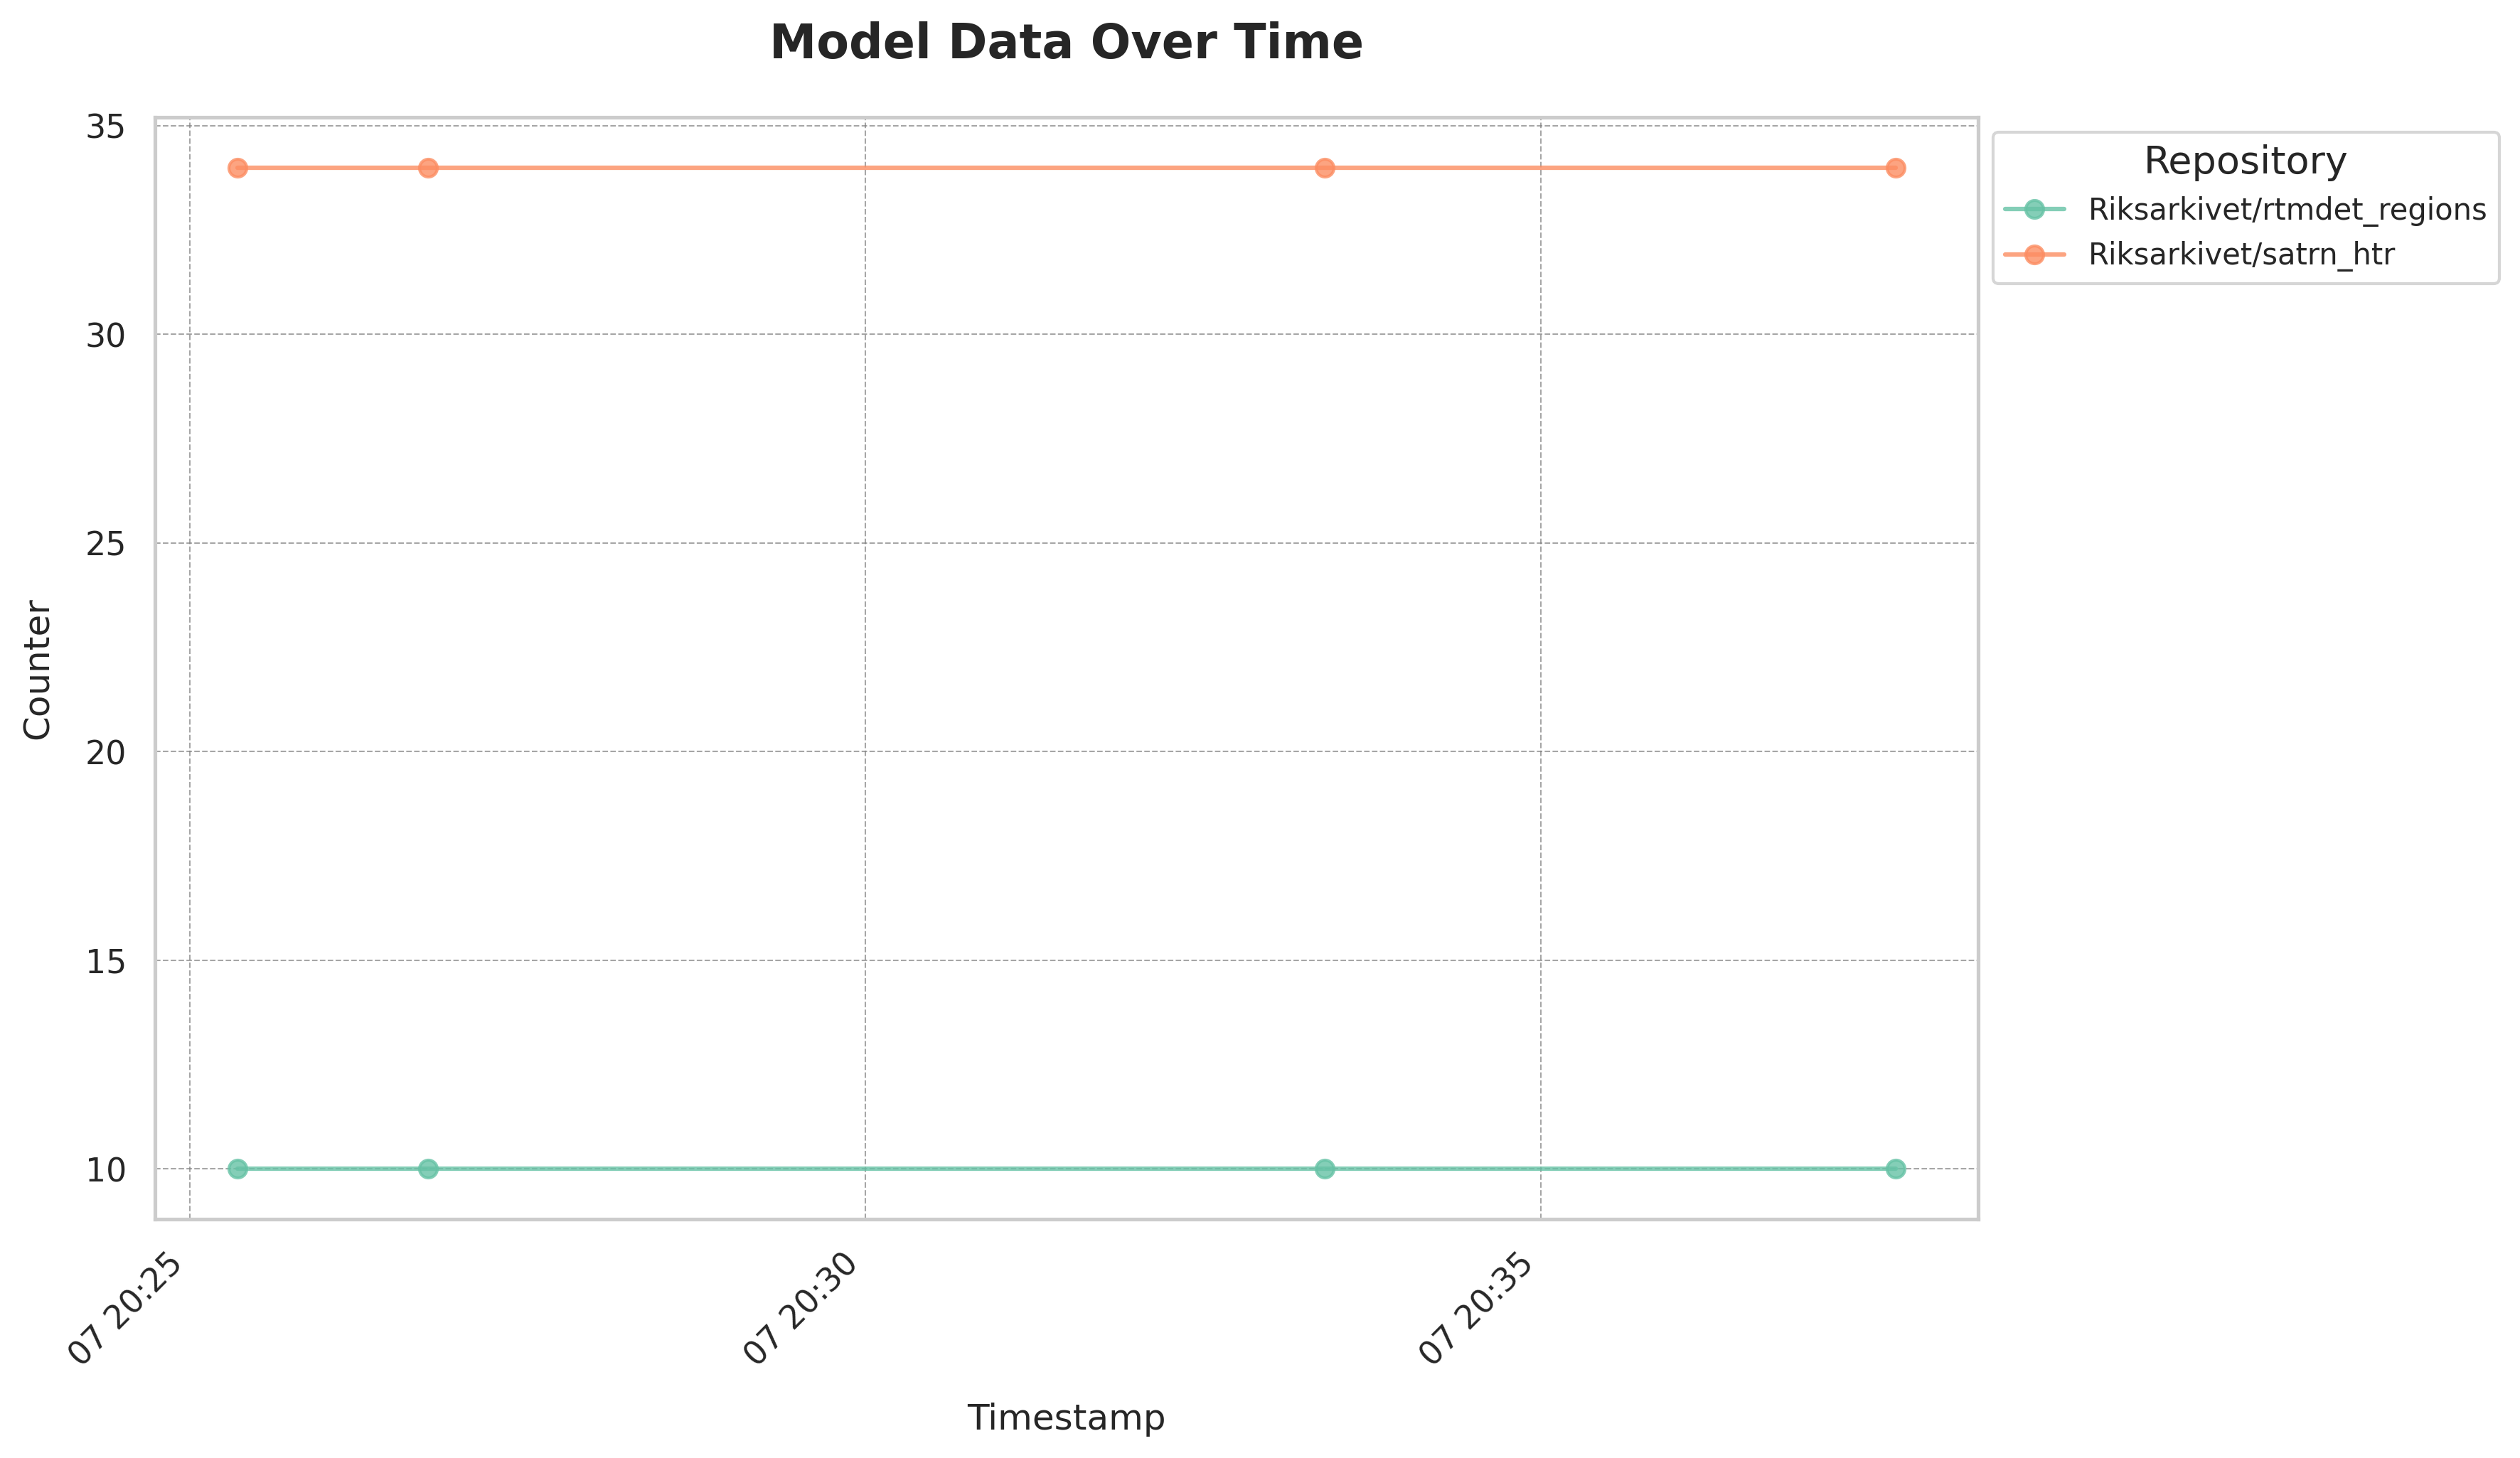 Model Data Over Time
35
30
25
20
15
10
Counter
07 20:25
07 20:30
07 20:35
Timestamp
Repository
Riksarkivet/rtmdet_regions
Riksarkivet/satrn_htr